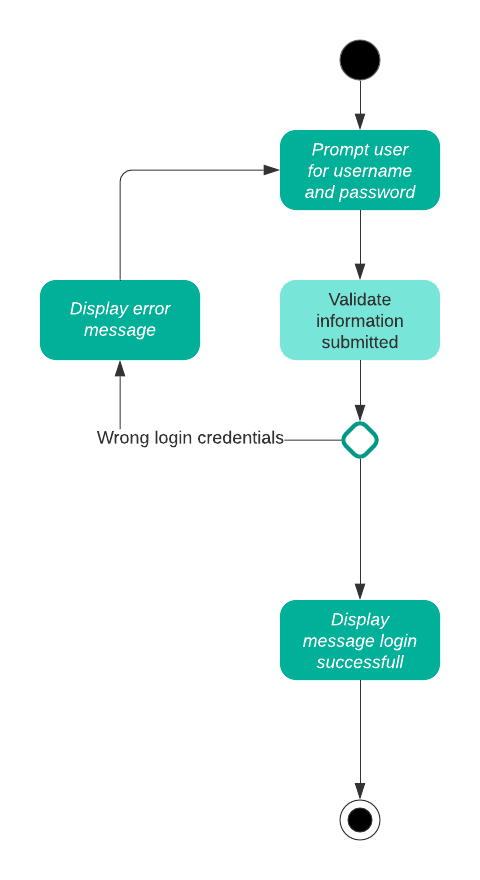 Prompt user
for username
and password
Validate
information
submitted
Display error
message
Wrong login credentials
Display
message login
successfull